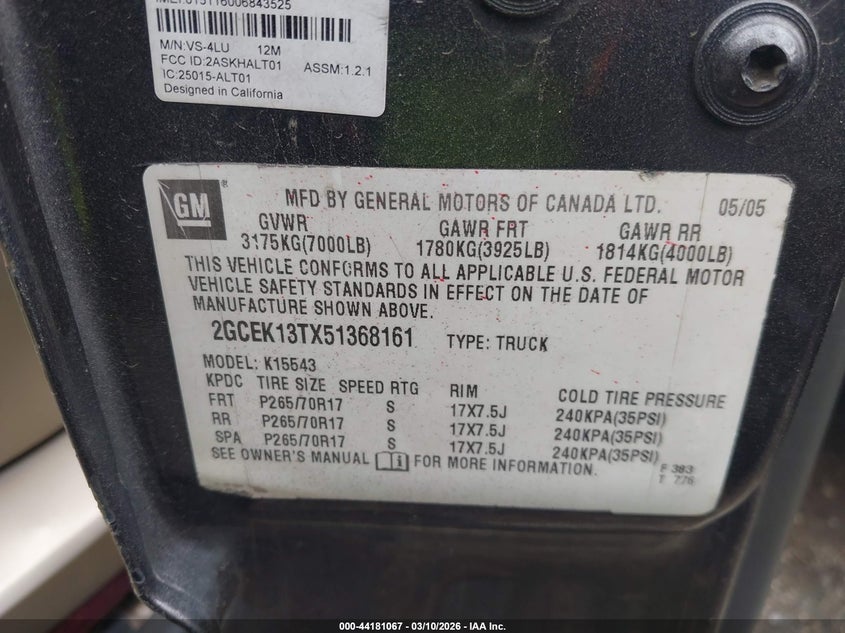 M/N:VS-4LU 12M
FCC ID:2ASKHALT01 ASSM:1.2.1
IC:25015-ALT01
Designed in California
GM®
MFD BY GENERAL MOTORS OF CANADA LTD. 05/05
GVWR GAWR FRT GAWR RR
3175KG(7000LB) 1780KG(3925LB) 1814KG(4000LB)
THIS VEHICLE CONFORMS TO ALL APPLICABLE U.S. FEDERAL MOTOR
VEHICLE SAFETY STANDARDS IN EFFECT ON THE DATE OF
MANUFACTURE SHOWN ABOVE.
2GCEK13TX51368161 TYPE: TRUCK
MODEL: K15543
KPDC TIRE SIZE SPEED RTG RIM COLD TIRE PRESSURE
FRT P265/70R17 S 17X7.5J 240KPA(35PSI)
RR P265/70R17 S 17X7.5J 240KPA(35PSI)
SPA P265/70R17 S 17X7.5J 240KPA(35PSI)
SEE OWNER'S MANUAL FOR MORE INFORMATION.
F 383
T 776
000-44181067 — 03/10/2026 — IAA Inc.